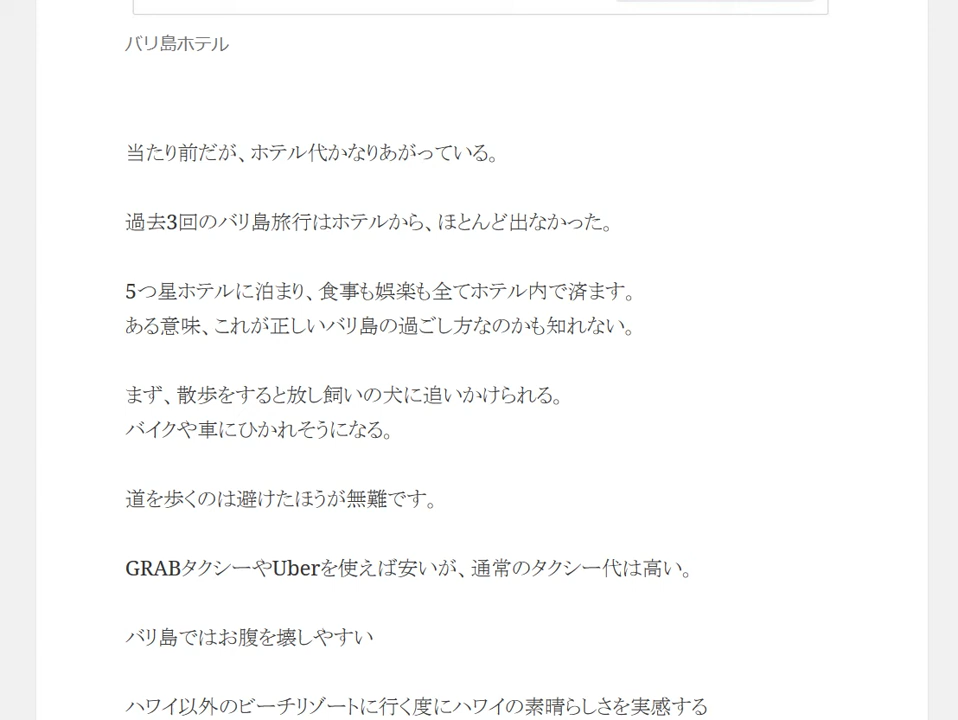 バリ島ホテル
当たり前だが、ホテル代かなりあがっている。
過去3回のバリ島旅行はホテルから、ほとんど出なかった。
5つ星ホテルに泊まり、食事も娯楽も全てホテル内で済ます。
ある意味、これが正しいバリ島の過ごし方なのかも知れない。
まず、散歩をすると放し飼いの犬に追いかけられる。
バイクや車にひかれそうになる。
道を歩くのは避けたほうが無難です。
GRABタクシーやUberを使えば安いが、通常のタクシー代は高い。
バリ島ではお腹を壊しやすい
ハワイ以外のビーチリゾートに行く度にハワイの素晴らしさを実感する